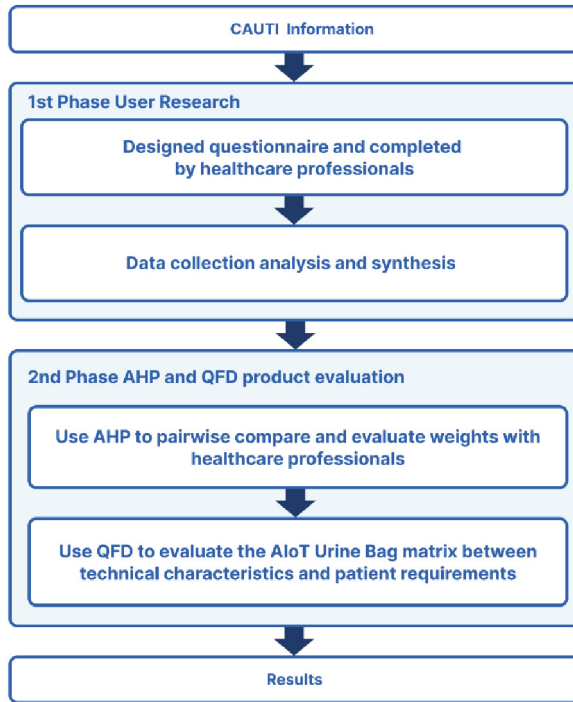 CAUTI Information
1st Phase User Research
Designed questionnaire and completed
by healthcare professionals
Data collection analysis and synthesis
2nd Phase AHP and QFD product evaluation
Use AHP to pairwise compare and evaluate weights with
healthcare professionals
Use QFD to evaluate the AIoT Urine Bag matrix between
technical characteristics and patient requirements
Results